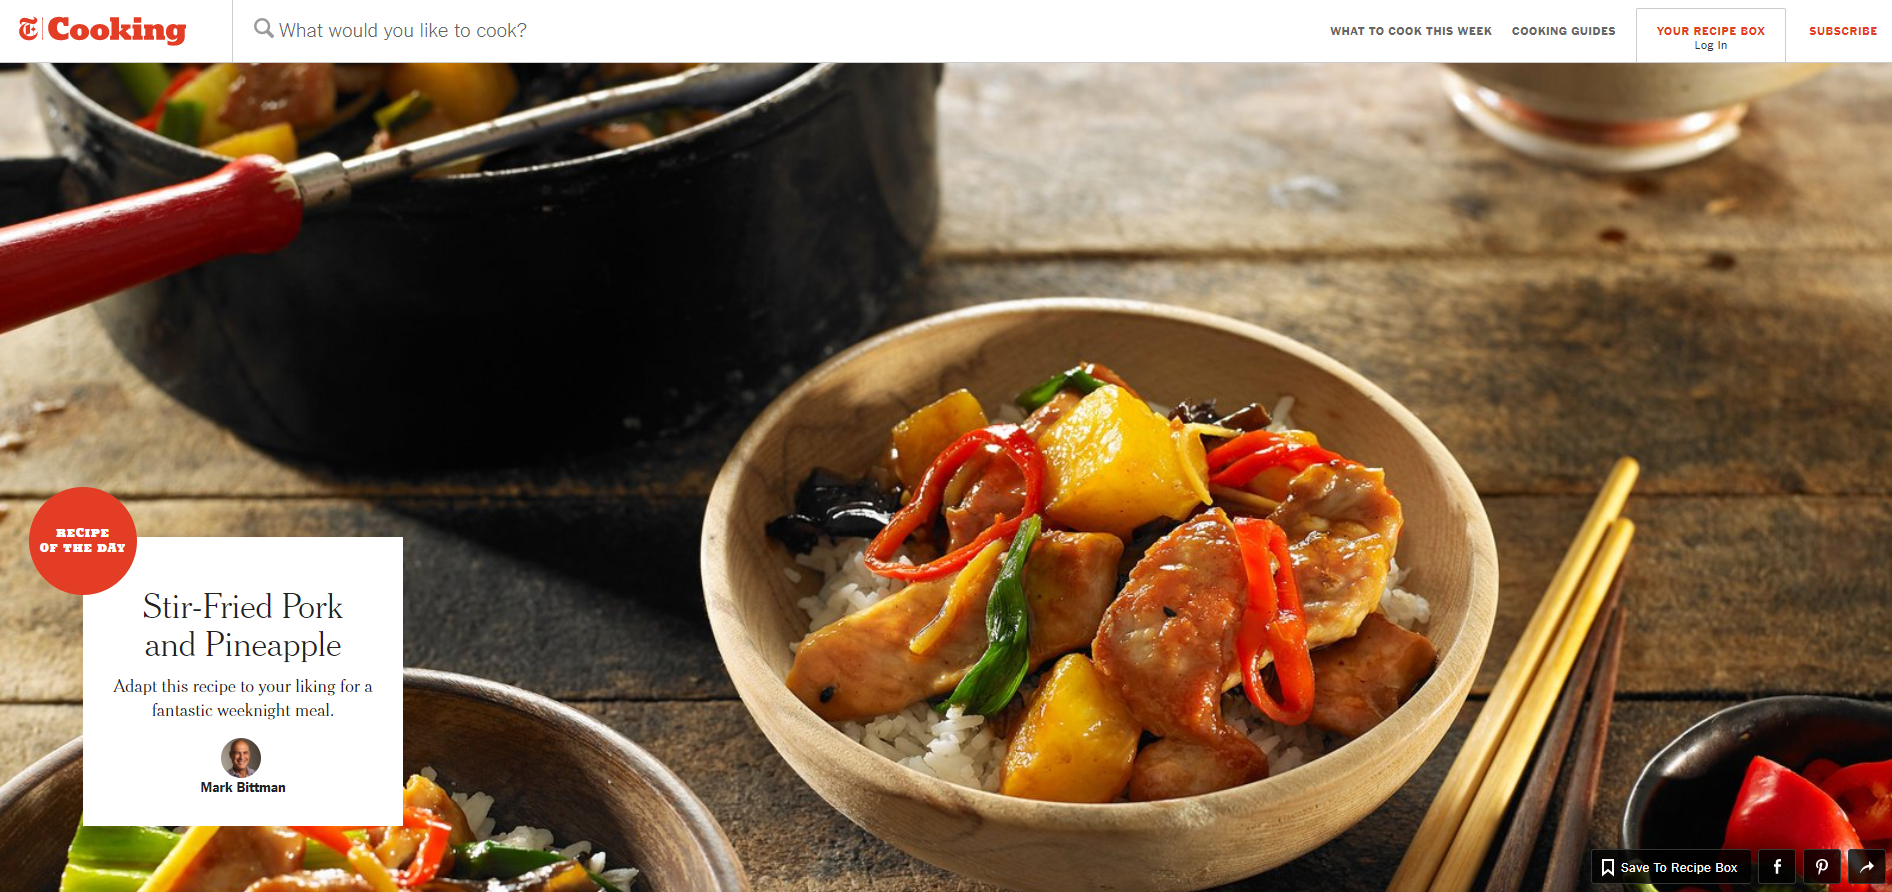 Cooking
What would you like to cook?
WHAT TO COOK THIS WEEK
COOKING GUIDES
YOUR RECIPE BOX
Log In
SUBSCRIBE
RECIPE
OF THE DAY
Stir-Fried Pork
and Pineapple
Adapt this recipe to your liking for a
fantastic weeknight meal.
Mark Bittman
Save To Recipe Box